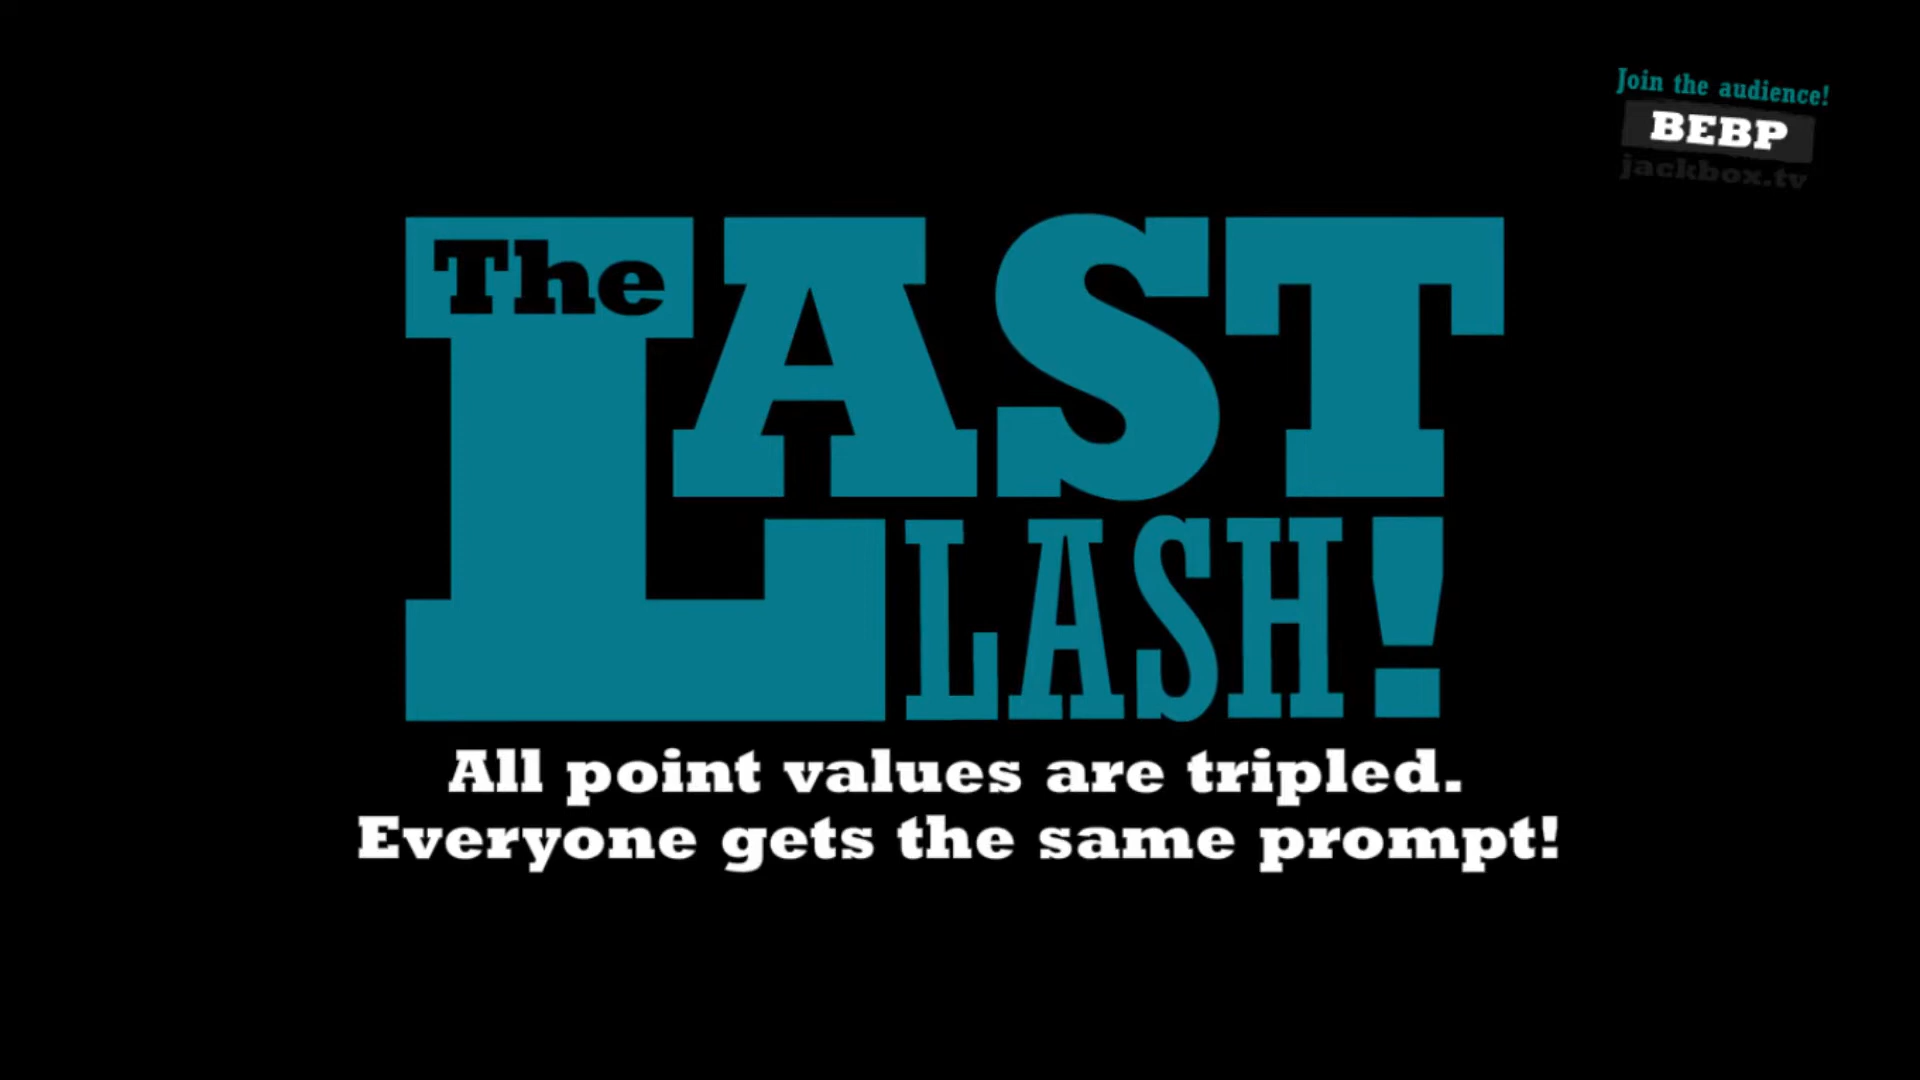 Join the audience!
BEBP
jackbox.tv
The LAST
LASH!
All point values are tripled.
Everyone gets the same prompt!